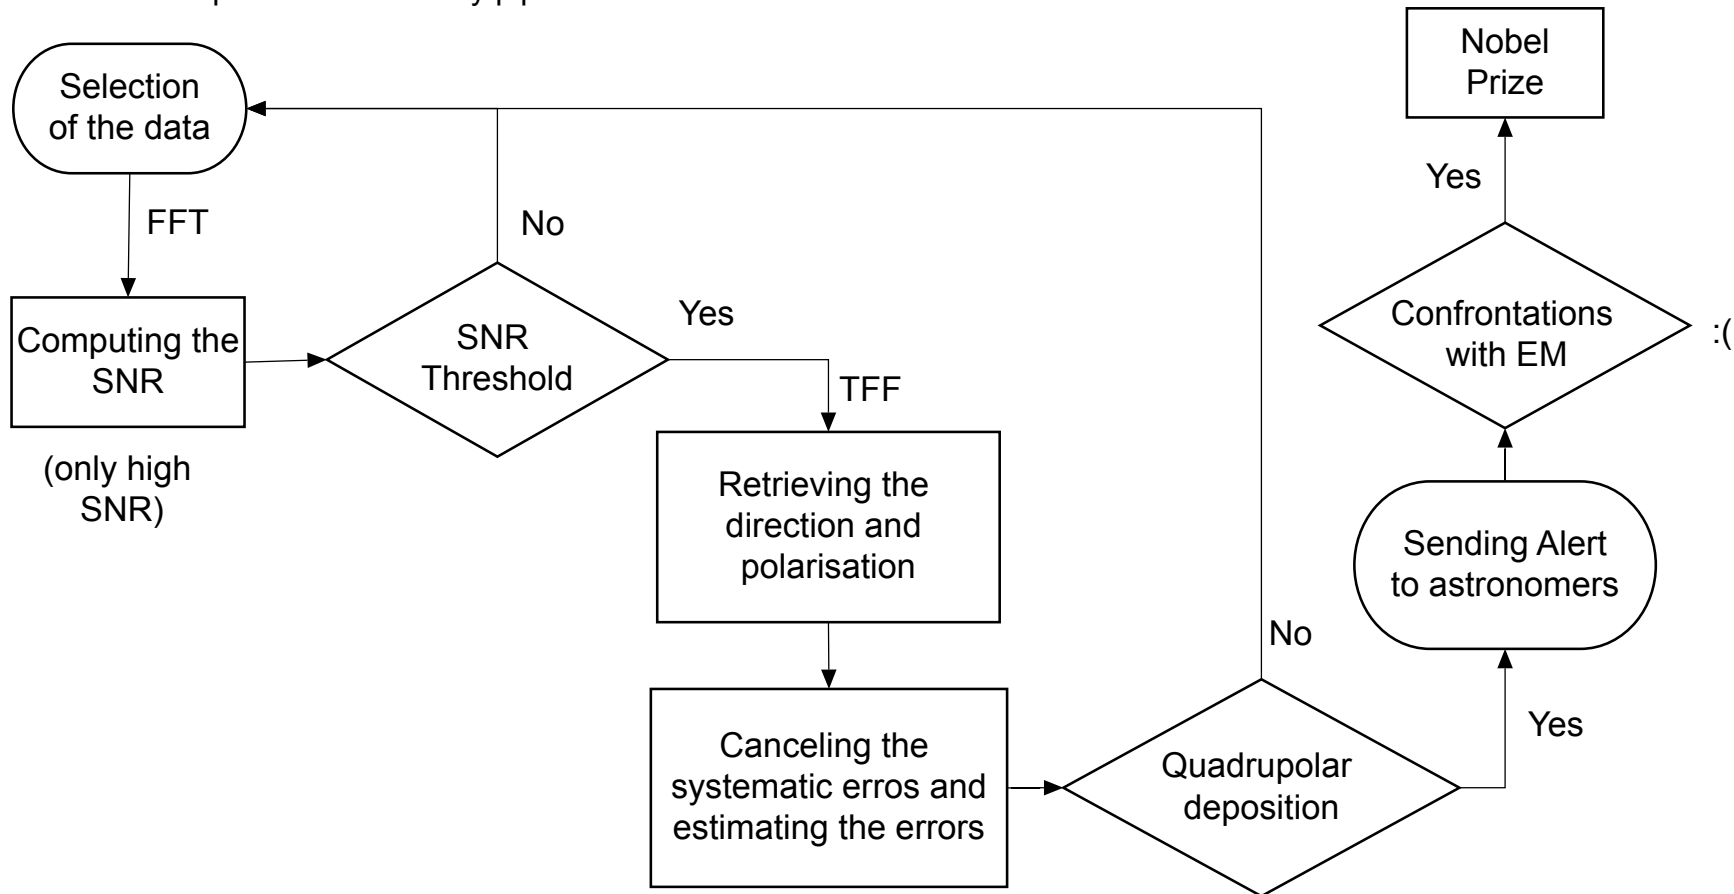 Selection
of the data
FFT
Computing the
SNR
(only high
SNR)
No
SNR
Threshold
Yes
TFF
Retrieving the
direction and
polarisation
Canceling the
systematic erros and
estimating the errors
Quadrupolar
deposition
No
Yes
Sending Alert
to astronomers
Confrontations
with EM
:(
Yes
Nobel
Prize